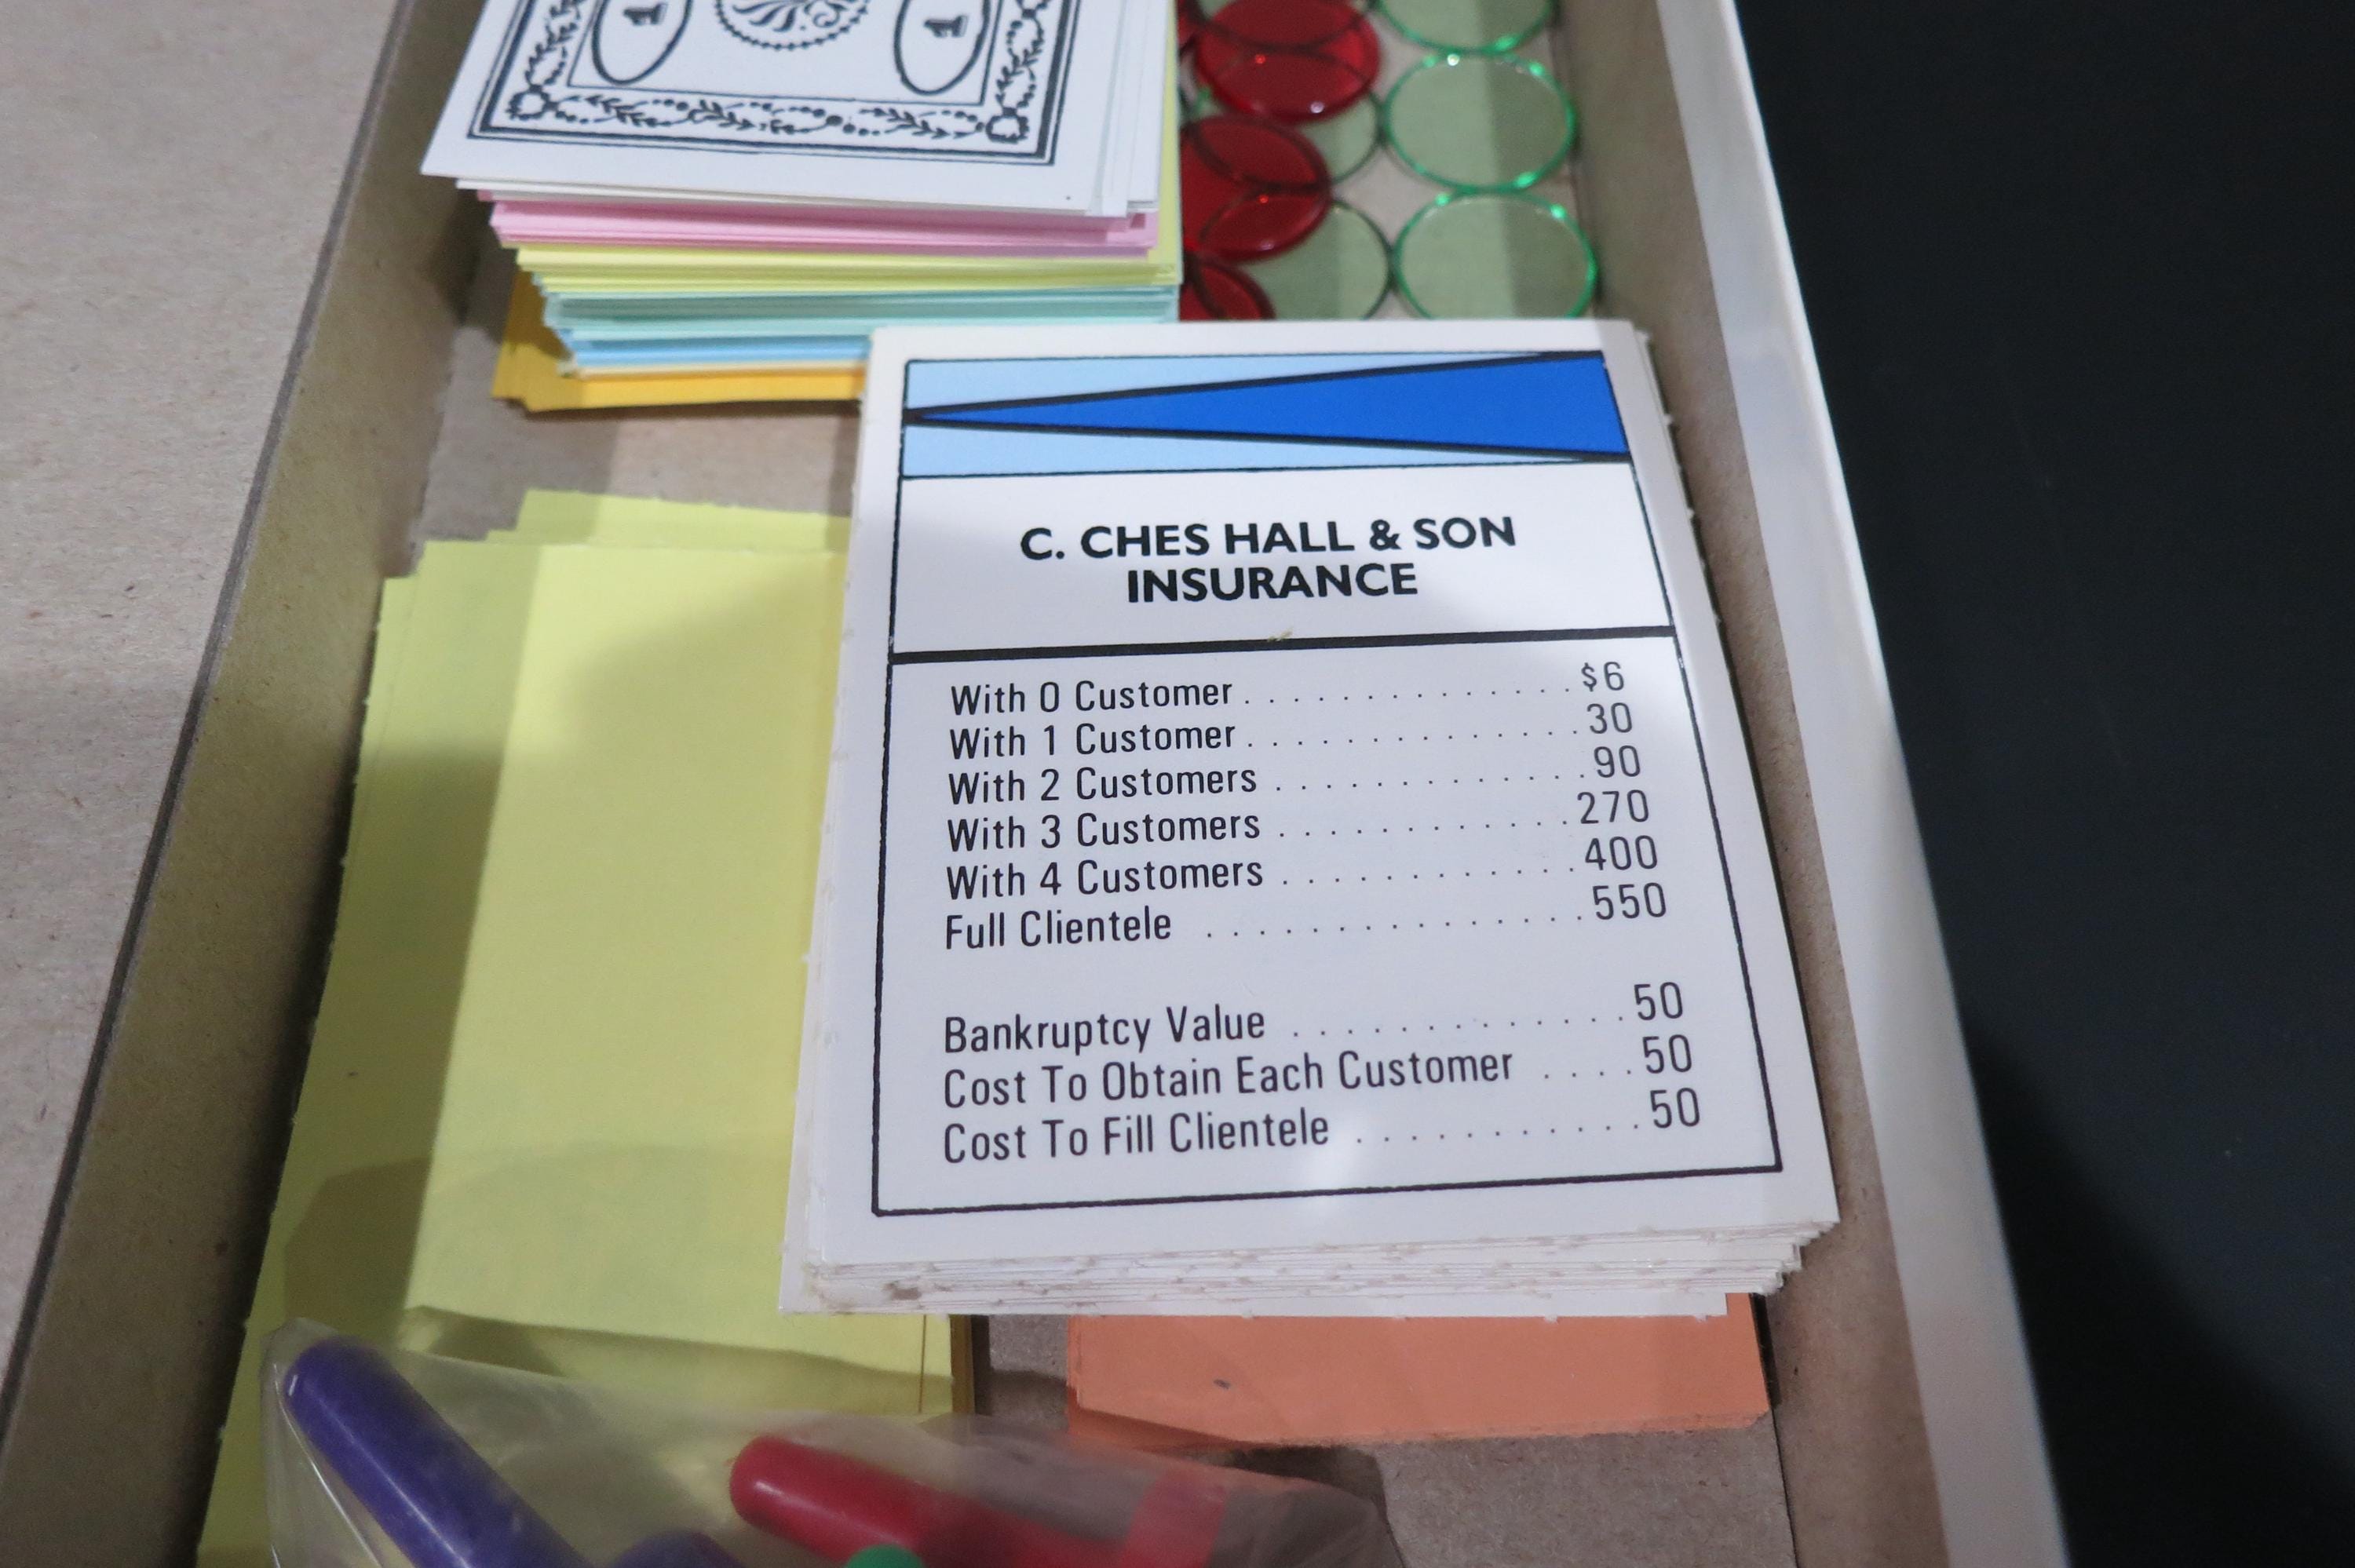 1 1
C. CHES HALL & SON
INSURANCE
With 0 Customer . . . . . . . . . . . . . . $6
With 1 Customer . . . . . . . . . . . . . . 30
With 2 Customers . . . . . . . . . . . . . 90
With 3 Customers . . . . . . . . . . . . 270
With 4 Customers . . . . . . . . . . . . 400
Full Clientele . . . . . . . . . . . . . . . . 550
Bankruptcy Value . . . . . . . . . . . . . 50
Cost To Obtain Each Customer . . . . 50
Cost To Fill Clientele . . . . . . . . . . . 50